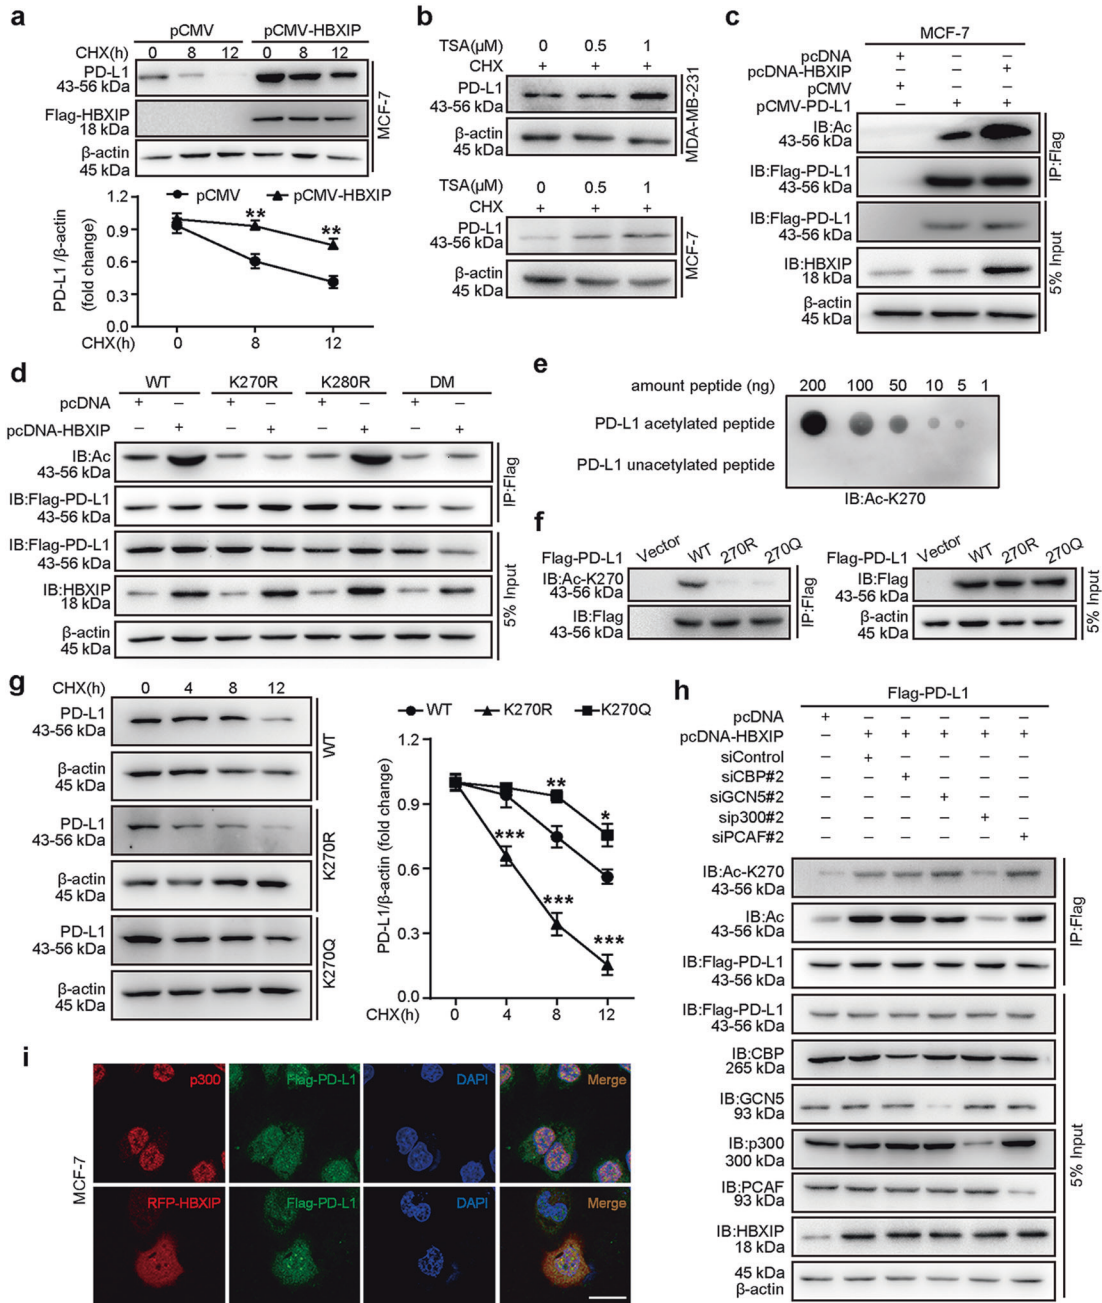 a
pCMV pCMV-HBXIP
CHX(h) 0 8 12 0 8 12
PD-L1
43-56 kDa
Flag-HBXIP
18 kDa
β-actin
45 kDa
MCF-7
pCMV pCMV-HBXIP
PD-L1 /β-actin
(fold change)
1.2
** **
0.9
0.6
0.3
0.0
CHX(h) 0 8 12
b
TSA(μM) 0 0.5 1
CHX + + +
PD-L1
43-56 kDa
β-actin
45 kDa
MDA-MB-231
TSA(μM) 0 0.5 1
CHX + + +
PD-L1
43-56 kDa
β-actin
45 kDa
MCF-7
c
MCF-7
pcDNA + – –
pcDNA-HBXIP – – +
pCMV + – –
pCMV-PD-L1 – + +
IB:Ac
43-56 kDa
IB:Flag-PD-L1
43-56 kDa
IP:Flag
IB:Flag-PD-L1
43-56 kDa
IB:HBXIP
18 kDa
β-actin
45 kDa
5% Input
d
WT K270R K280R DM
pcDNA + – + – + – + –
pcDNA-HBXIP – + – + – + – +
IB:Ac
43-56 kDa
IB:Flag-PD-L1
43-56 kDa
IP:Flag
IB:Flag-PD-L1
43-56 kDa
IB:HBXIP
18 kDa
β-actin
45 kDa
5% Input
e
amount peptide (ng) 200 100 50 10 5 1
PD-L1 acetylated peptide
PD-L1 unacetylated peptide
IB:Ac-K270
f
Flag-PD-L1 Vector WT 270R 270Q
IB:Ac-K270
43-56 kDa
IB:Flag
43-56 kDa
IP:Flag
Flag-PD-L1 Vector WT 270R 270Q
IB:Flag
43-56 kDa
β-actin
45 kDa
5% Input
g
CHX(h) 0 4 8 12
PD-L1
43-56 kDa
β-actin
45 kDa
WT
PD-L1
43-56 kDa
β-actin
45 kDa
K270R
PD-L1
43-56 kDa
β-actin
45 kDa
K270Q
WT K270R K270Q
PD-L1/β-actin (fold change)
1.2
** *
0.9
***
0.6
***
0.3
***
0.0
CHX(h) 0 4 8 12
h
Flag-PD-L1
pcDNA + – – – – –
pcDNA-HBXIP – + + + + +
siControl – + – – – –
siCBP#2 – – + – – –
siGCN5#2 – – – + – –
sip300#2 – – – – + –
siPCAF#2 – – – – – +
IB:Ac-K270
43-56 kDa
IB:Ac
43-56 kDa
IB:Flag-PD-L1
43-56 kDa
IP:Flag
IB:Flag-PD-L1
43-56 kDa
IB:CBP
265 kDa
IB:GCN5
93 kDa
IB:p300
300 kDa
IB:PCAF
93 kDa
IB:HBXIP
18 kDa
45 kDa
β-actin
5% Input
i
MCF-7
p300 Flag-PD-L1 DAPI Merge
RFP-HBXIP Flag-PD-L1 DAPI Merge